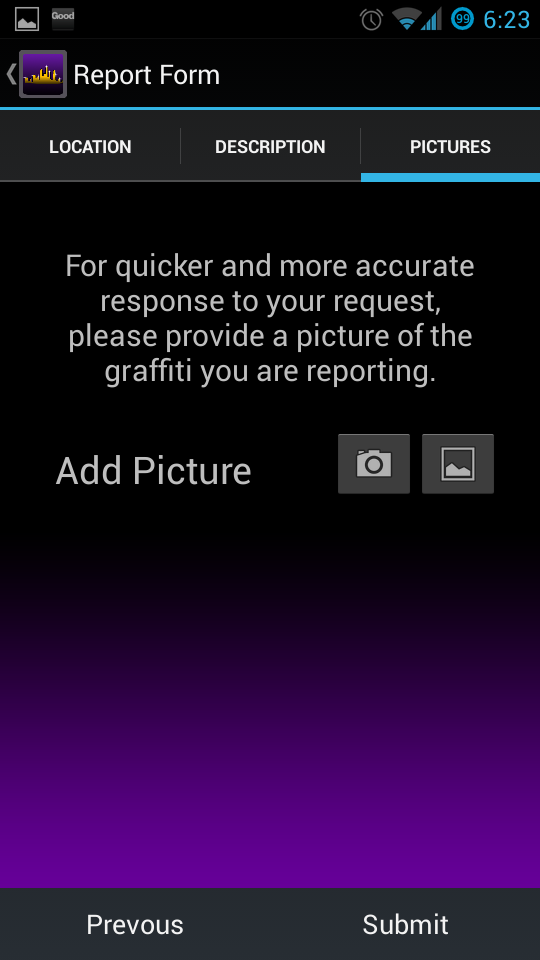 Good
99
6:23
Report Form
LOCATION
DESCRIPTION
PICTURES
For quicker and more accurate
response to your request,
please provide a picture of the
graffiti you are reporting.
Add Picture
Prevous
Submit